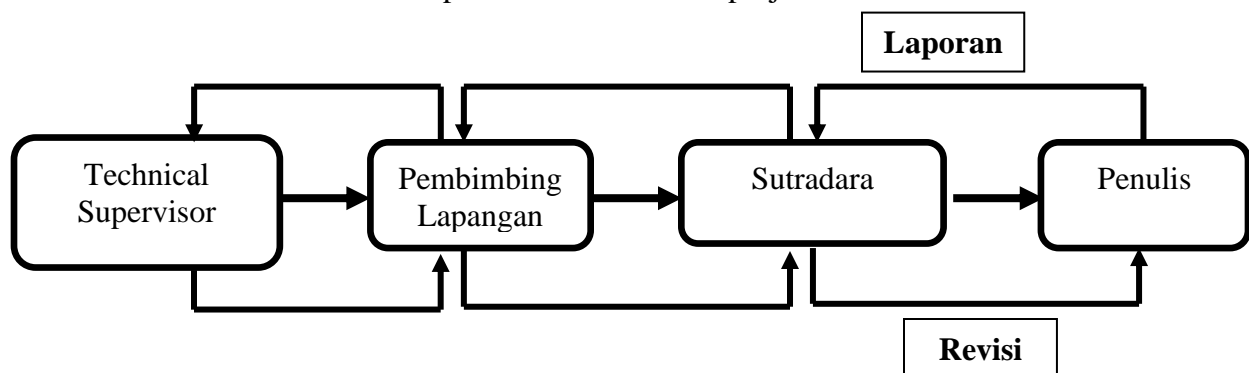 Laporan
Technical
Supervisor
Pembimbing
Lapangan
Sutradara
Penulis
Revisi